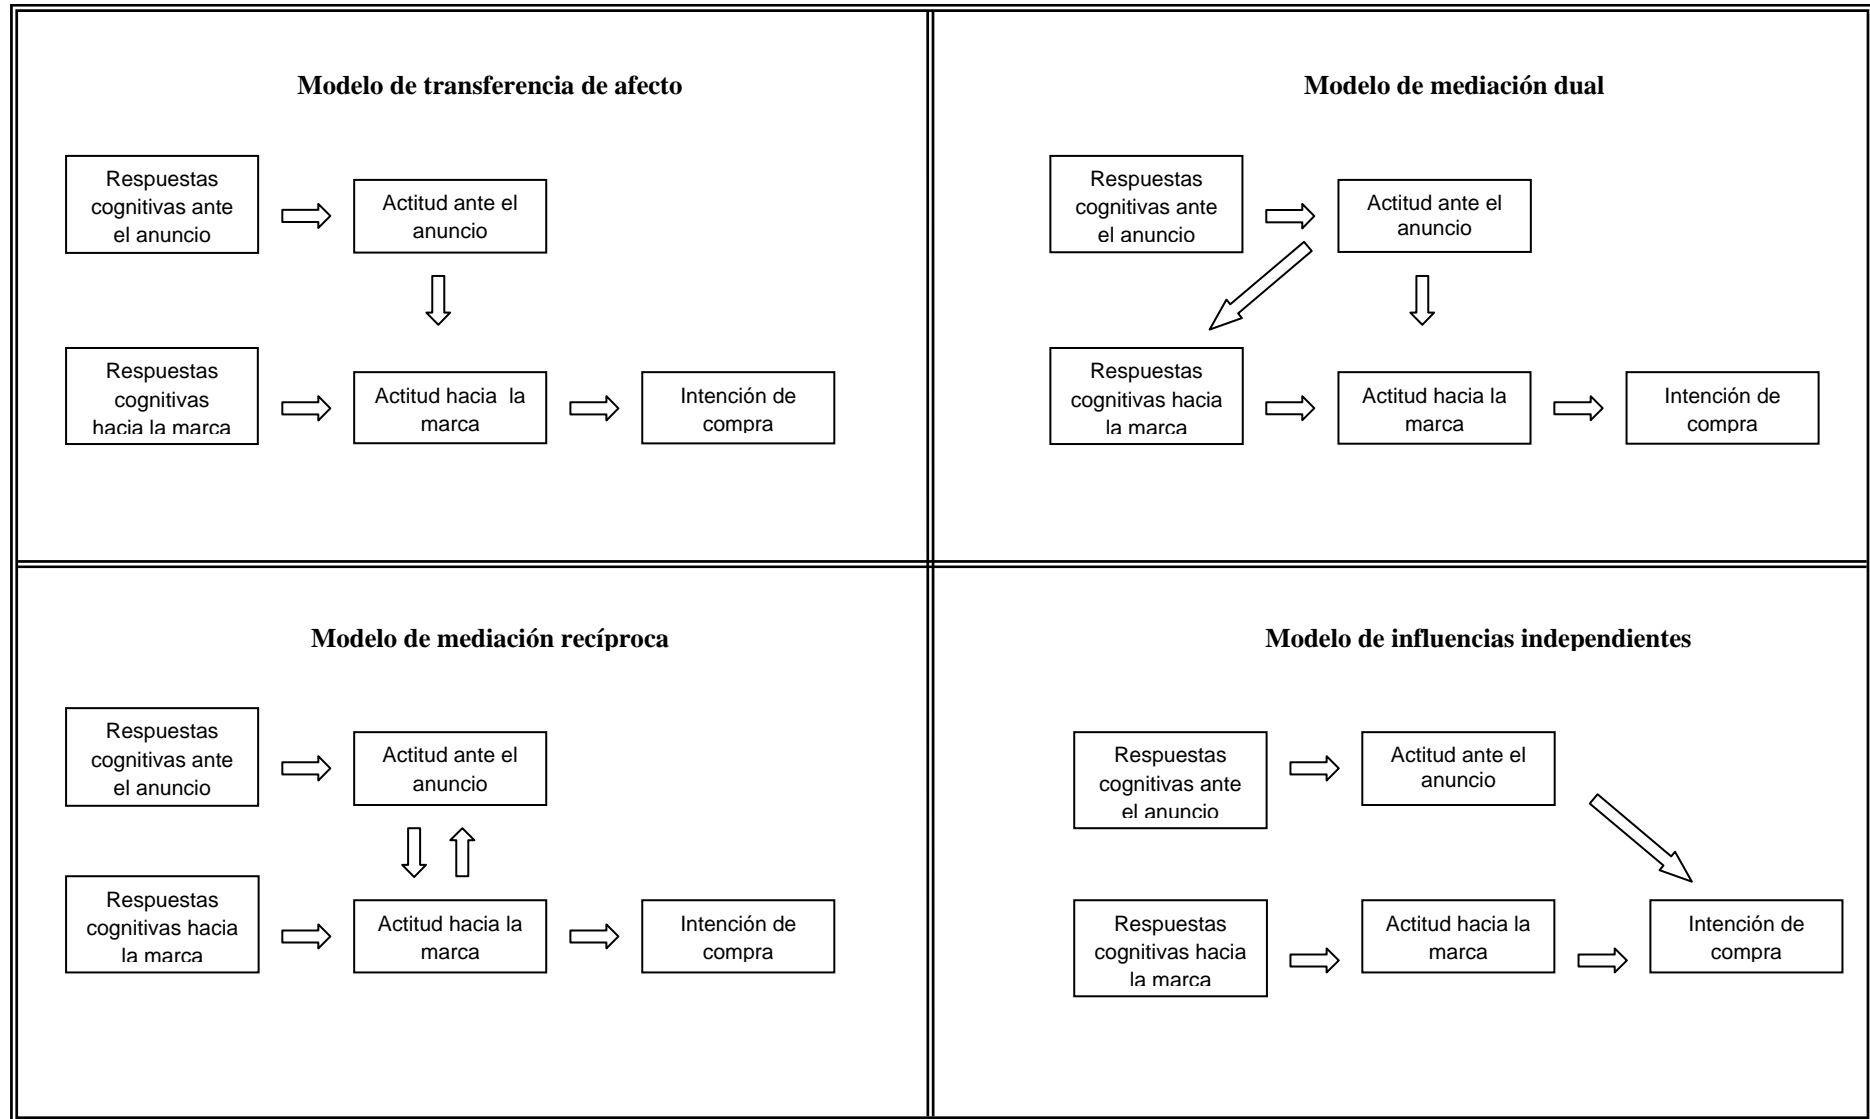 Modelo de transferencia de afecto
Respuestas
cognitivas ante
el anuncio
Actitud ante el
anuncio
Respuestas
cognitivas
hacia la marca
Actitud hacia la
marca
Intención de
compra
Modelo de mediación dual
Respuestas
cognitivas ante
el anuncio
Actitud ante el
anuncio
Respuestas
cognitivas hacia
la marca
Actitud hacia la
marca
Intención de
compra
Modelo de mediación recíproca
Respuestas
cognitivas ante
el anuncio
Actitud ante el
anuncio
Respuestas
cognitivas hacia
la marca
Actitud hacia la
marca
Intención de
compra
Modelo de influencias independientes
Respuestas
cognitivas ante
el anuncio
Actitud ante el
anuncio
Respuestas
cognitivas hacia
la marca
Actitud hacia la
marca
Intención de
compra